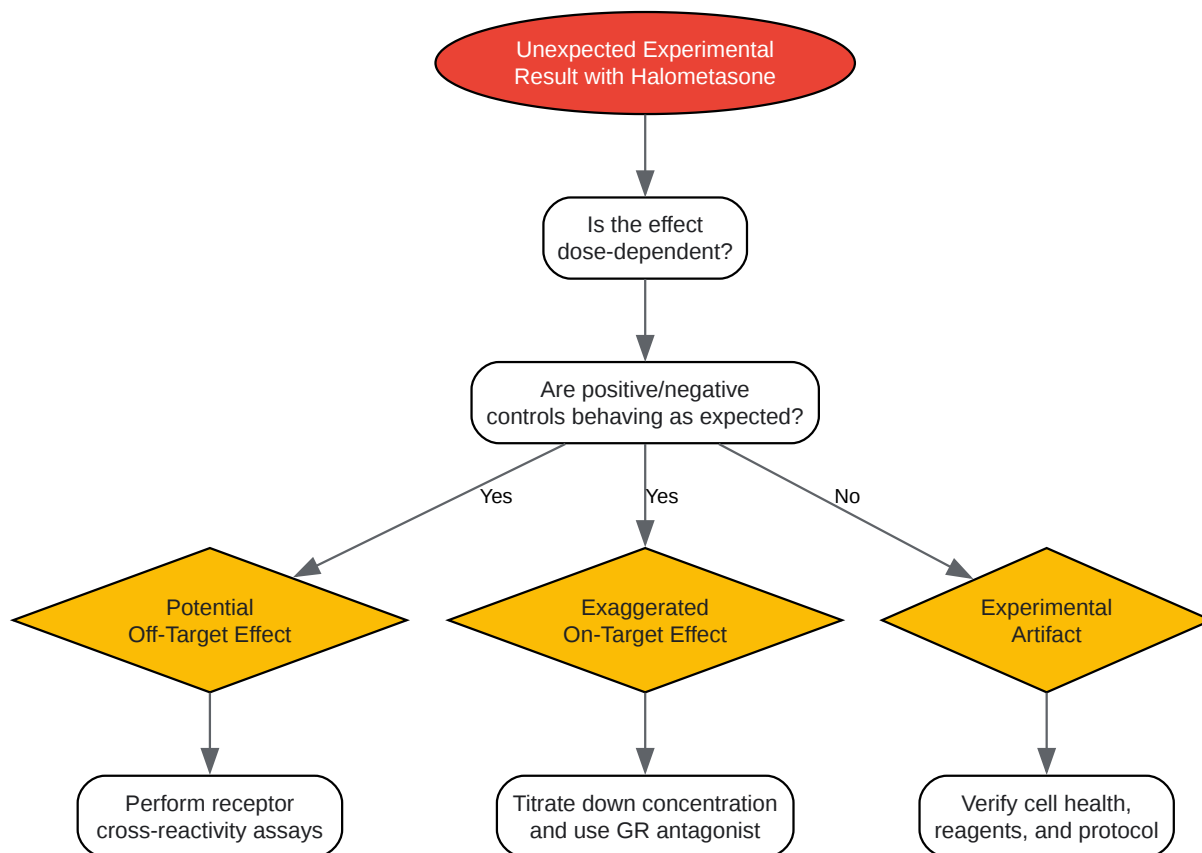 Unexpected Experimental
Result with Halometasone
Is the effect
dose-dependent?
Are positive/negative
controls behaving as expected?
Yes
Yes
No
Potential
Off-Target Effect
Exaggerated
On-Target Effect
Experimental
Artifact
Perform receptor
cross-reactivity assays
Titrate down concentration
and use GR antagonist
Verify cell health,
reagents, and protocol